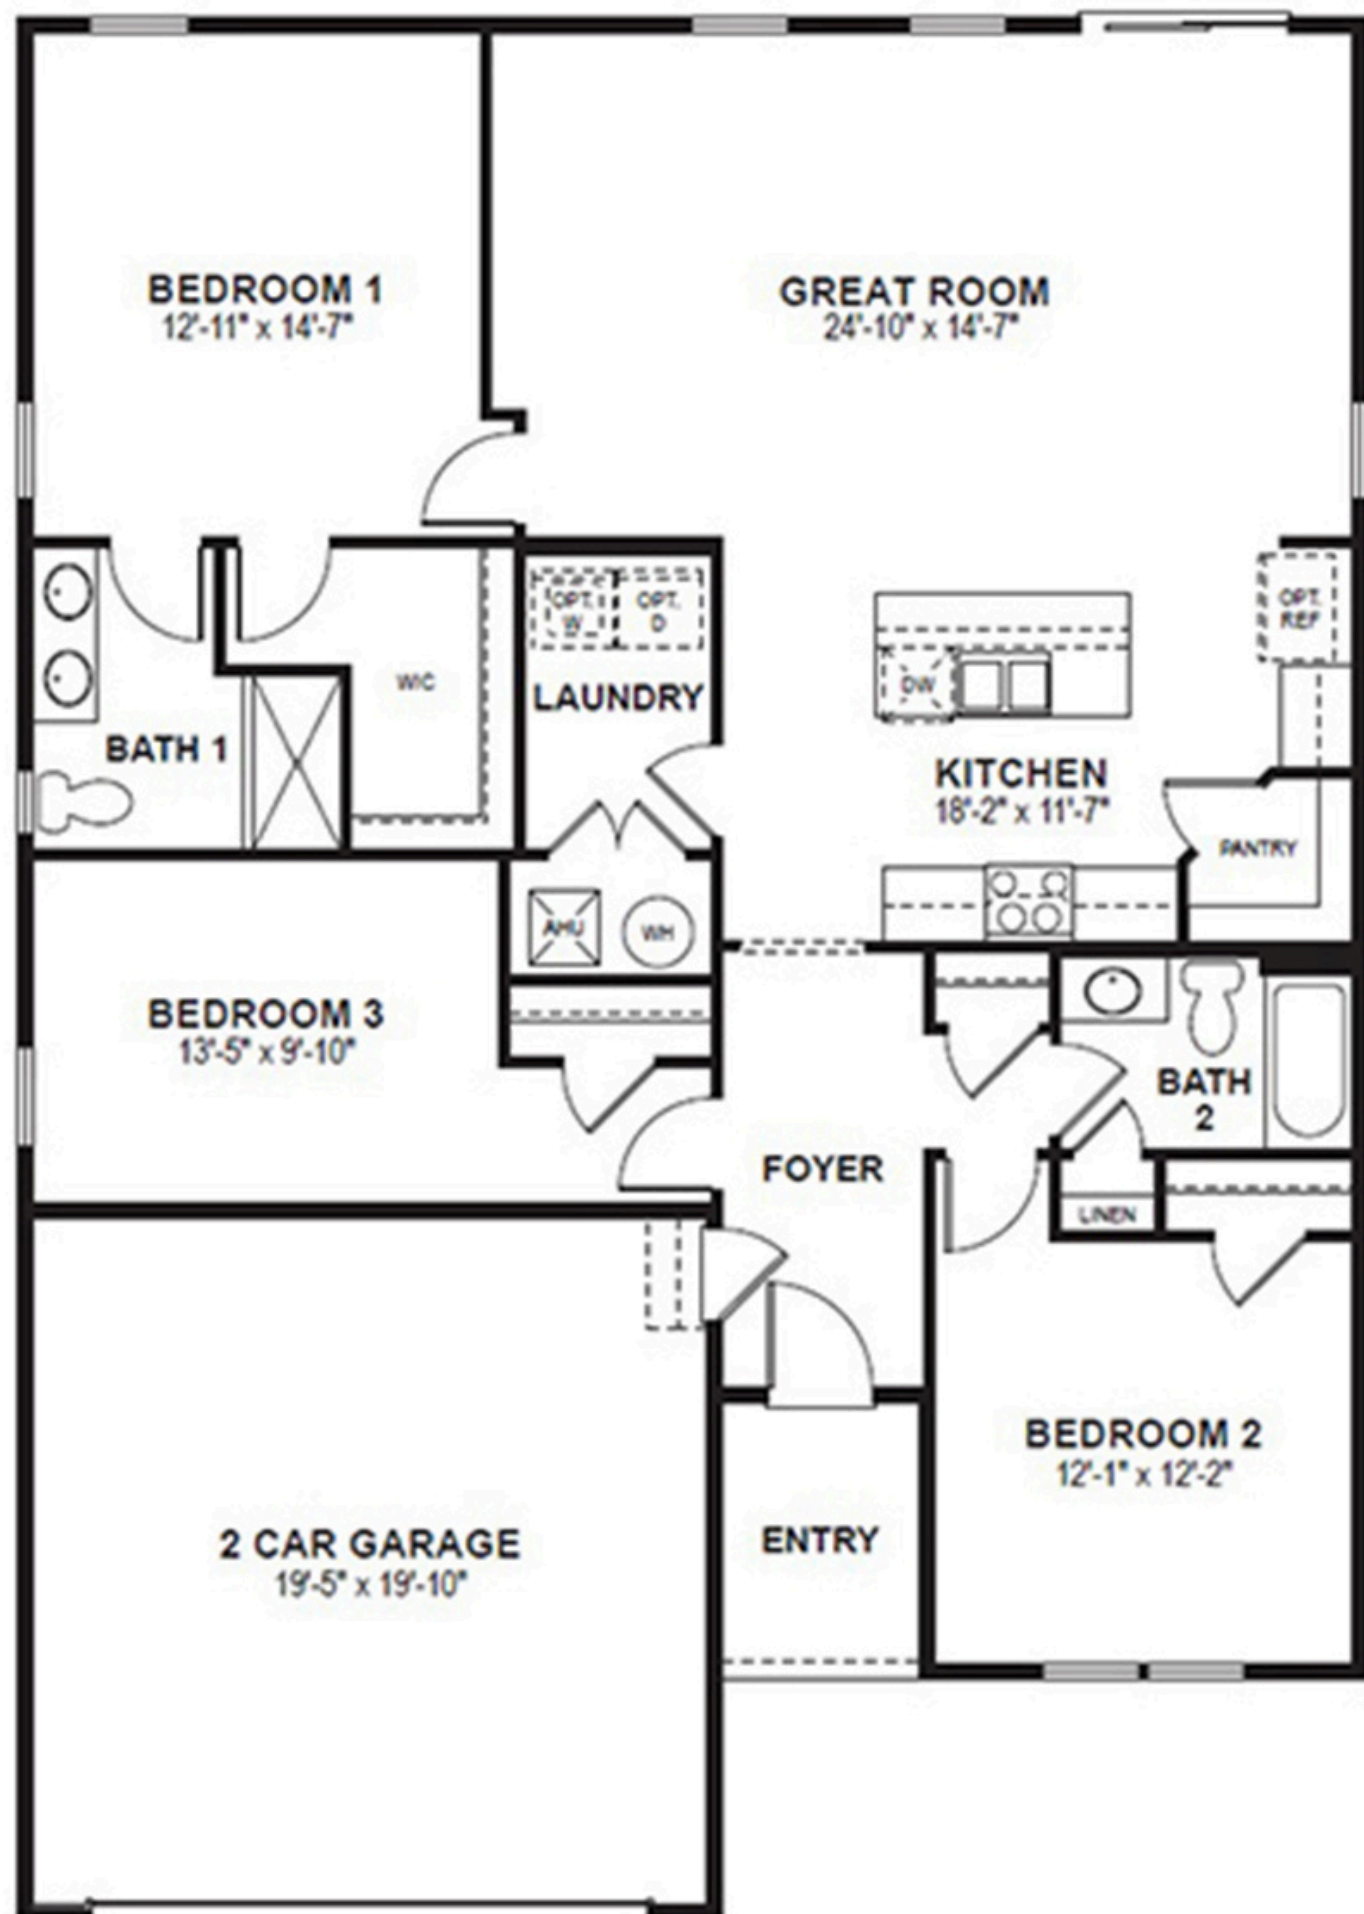 BEDROOM 1
12'-11" x 14'-7"
GREAT ROOM
24'-10" x 14'-7"
OPT.
W
OPT.
D
OPT.
REF
WIC
DW
LAUNDRY
BATH 1
KITCHEN
18'-2" x 11'-7"
PANTRY
AHU
WH
BEDROOM 3
13'-5" x 9'-10"
BATH
2
FOYER
LINEN
BEDROOM 2
12'-1" x 12'-2"
2 CAR GARAGE
19'-5" x 19'-10"
ENTRY